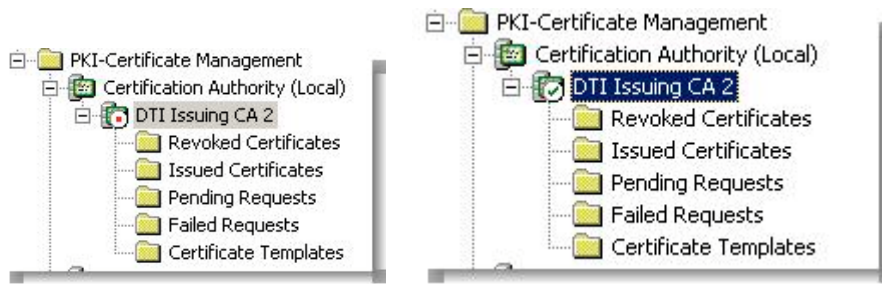 PKI-Certificate Management
Certification Authority (Local)
DTI Issuing CA 2
Revoked Certificates
Issued Certificates
Pending Requests
Failed Requests
Certificate Templates
PKI-Certificate Management
Certification Authority (Local)
DTI Issuing CA 2
Revoked Certificates
Issued Certificates
Pending Requests
Failed Requests
Certificate Templates